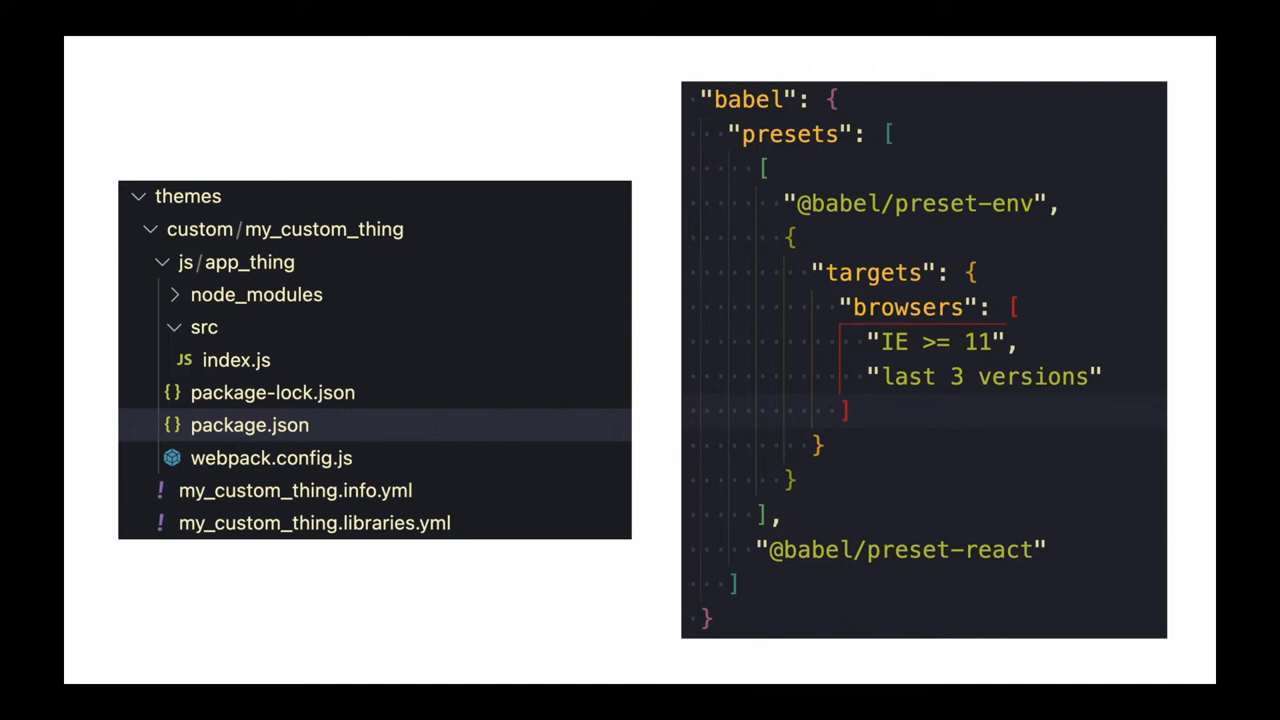 themes
custom/my_custom_thing
js/app_thing
node_modules
src
JS index.js
{} package-lock.json
{} package.json
webpack.config.js
! my_custom_thing.info.yml
! my_custom_thing.libraries.yml
"babel": {
"presets": [
[
"@babel/preset-env",
{
"targets": {
"browsers": [
"IE >= 11",
"last 3 versions"
]
}
}
],
"@babel/preset-react"
]
}